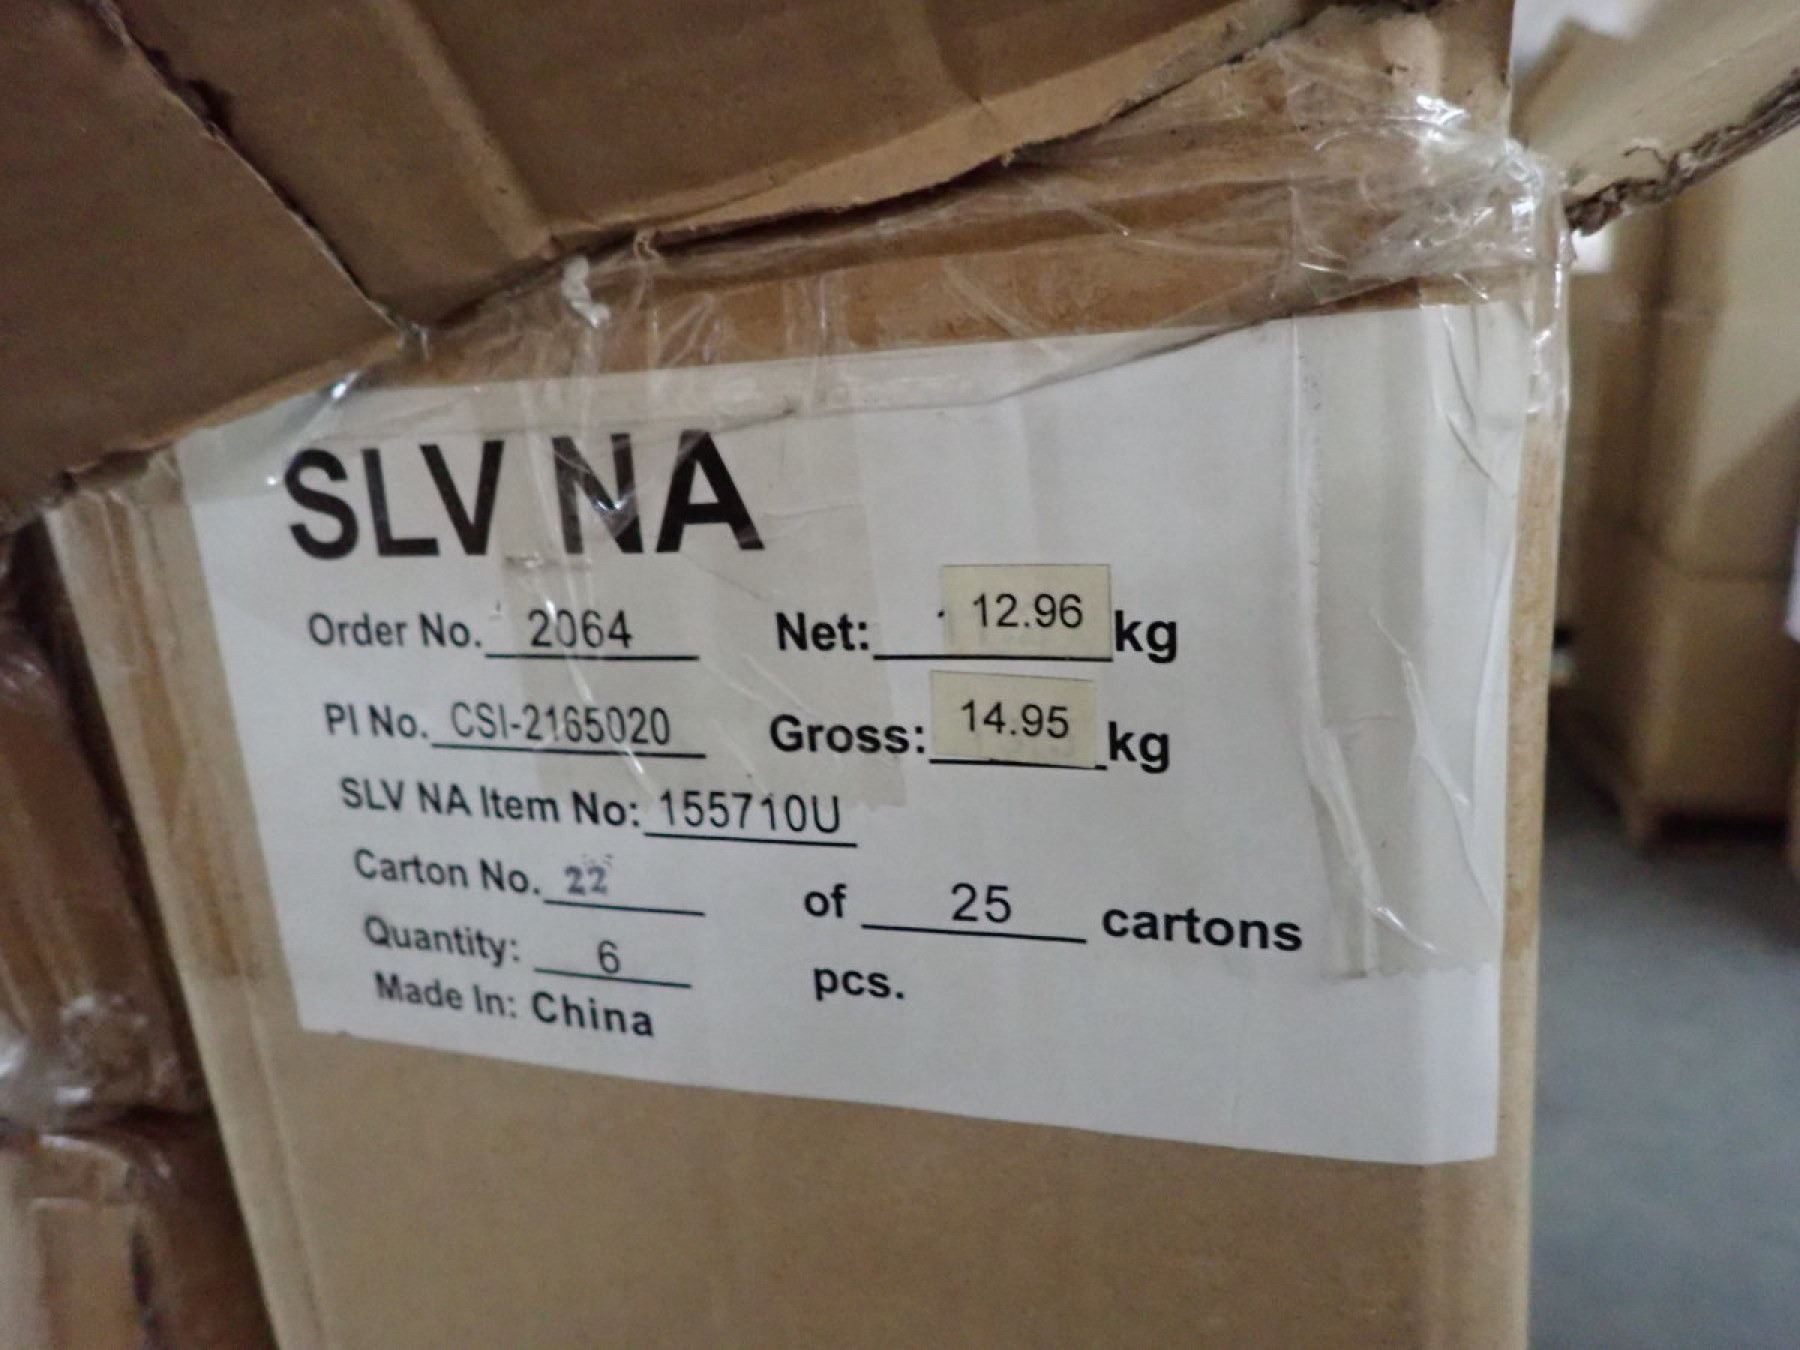 SLV NA
Order No. 2064 Net: 12.96 kg
PI No. CSI-2165020 Gross: 14.95 kg
SLV NA Item No: 155710U
Carton No. 22 of 25 cartons
Quantity: 6 pcs.
Made In: China